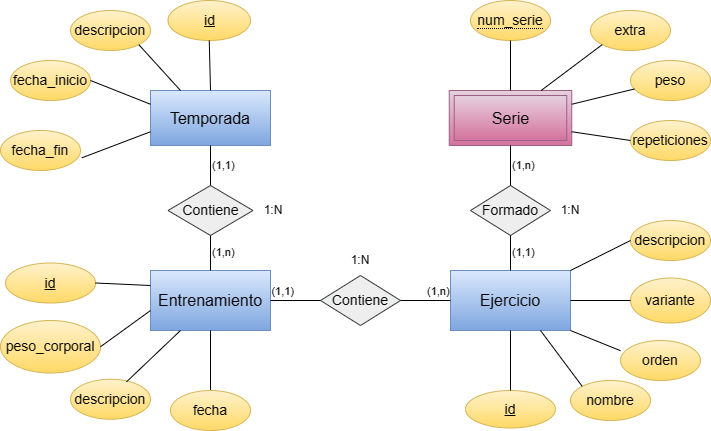 descripcion
id
num_serie
extra
fecha_inicio
peso
Temporada
Serie
fecha_fin
repeticiones
(1,1)
(1,n)
Contiene
1:N
Formado
1:N
descripcion
(1,n)
(1,1)
1:N
id
Entrenamiento
(1,1)
Contiene
(1,n)
Ejercicio
variante
peso_corporal
orden
descripcion
fecha
id
nombre